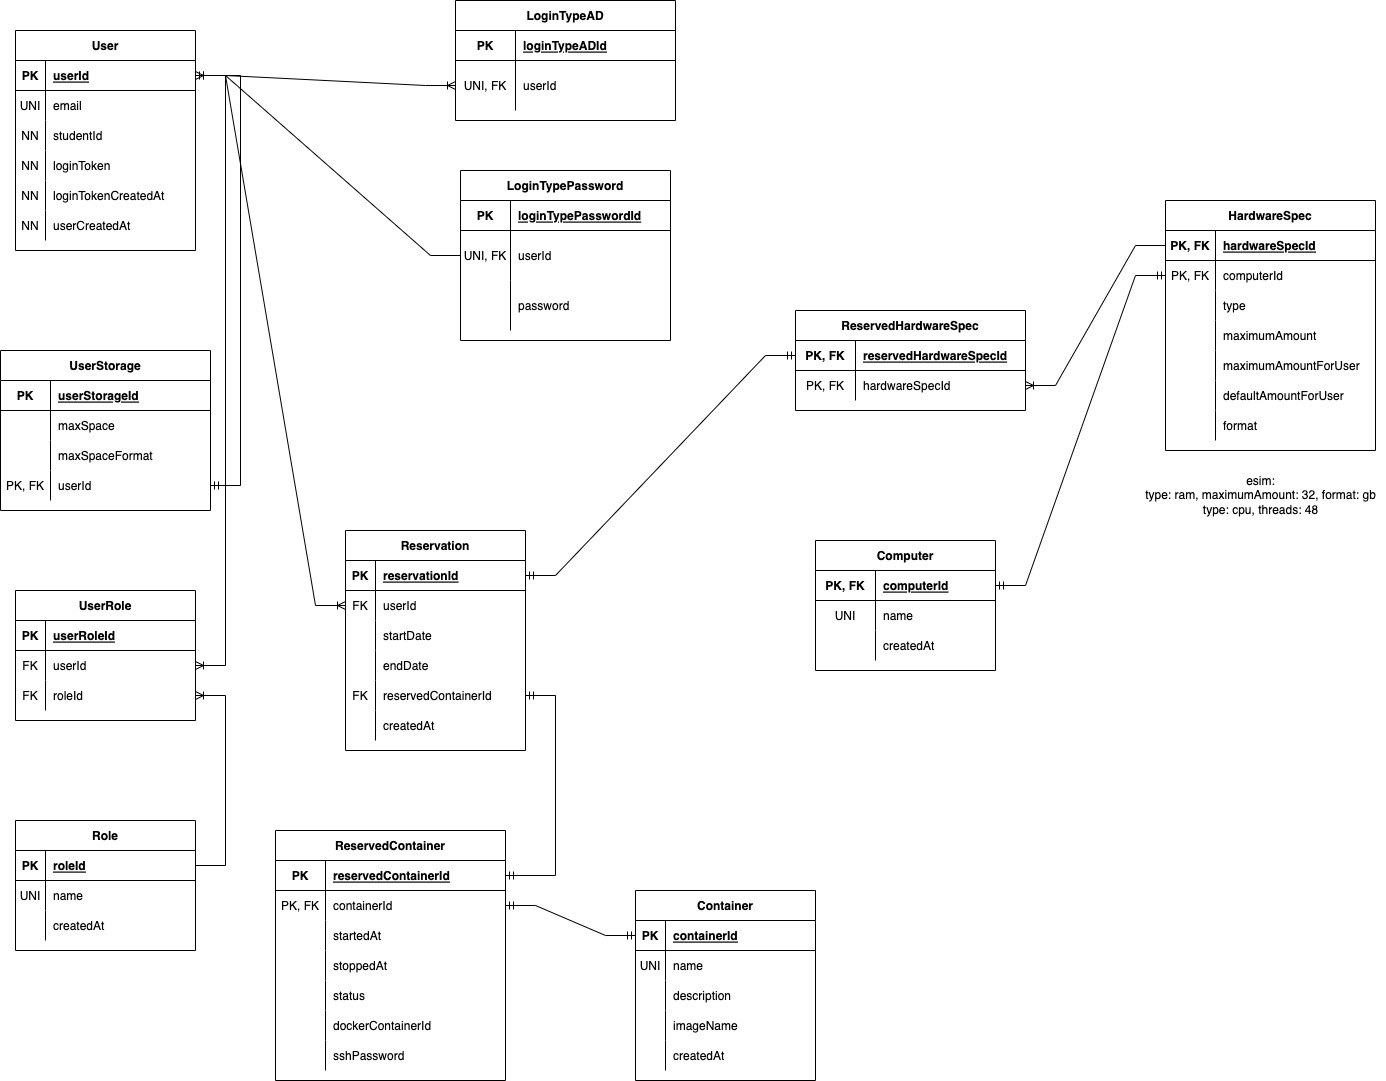 User
PK userId
UNI email
NN studentId
NN loginToken
NN loginTokenCreatedAt
NN userCreatedAt
LoginTypeAD
PK loginTypeADId
UNI, FK userId
LoginTypePassword
PK loginTypePasswordId
UNI, FK userId
password
HardwareSpec
PK, FK hardwareSpecId
PK, FK computerId
type
maximumAmount
maximumAmountForUser
defaultAmountForUser
format
esim:
type: ram, maximumAmount: 32, format: gb
type: cpu, threads: 48
ReservedHardwareSpec
PK, FK reservedHardwareSpecId
PK, FK hardwareSpecId
UserStorage
PK userStorageId
maxSpace
maxSpaceFormat
PK, FK userId
Reservation
PK reservationId
FK userId
startDate
endDate
FK reservedContainerId
createdAt
Computer
PK, FK computerId
UNI name
createdAt
UserRole
PK userRoleId
FK userId
FK roleId
Role
PK roleId
UNI name
createdAt
ReservedContainer
PK reservedContainerId
PK, FK containerId
startedAt
stoppedAt
status
dockerContainerId
sshPassword
Container
PK containerId
UNI name
description
imageName
createdAt